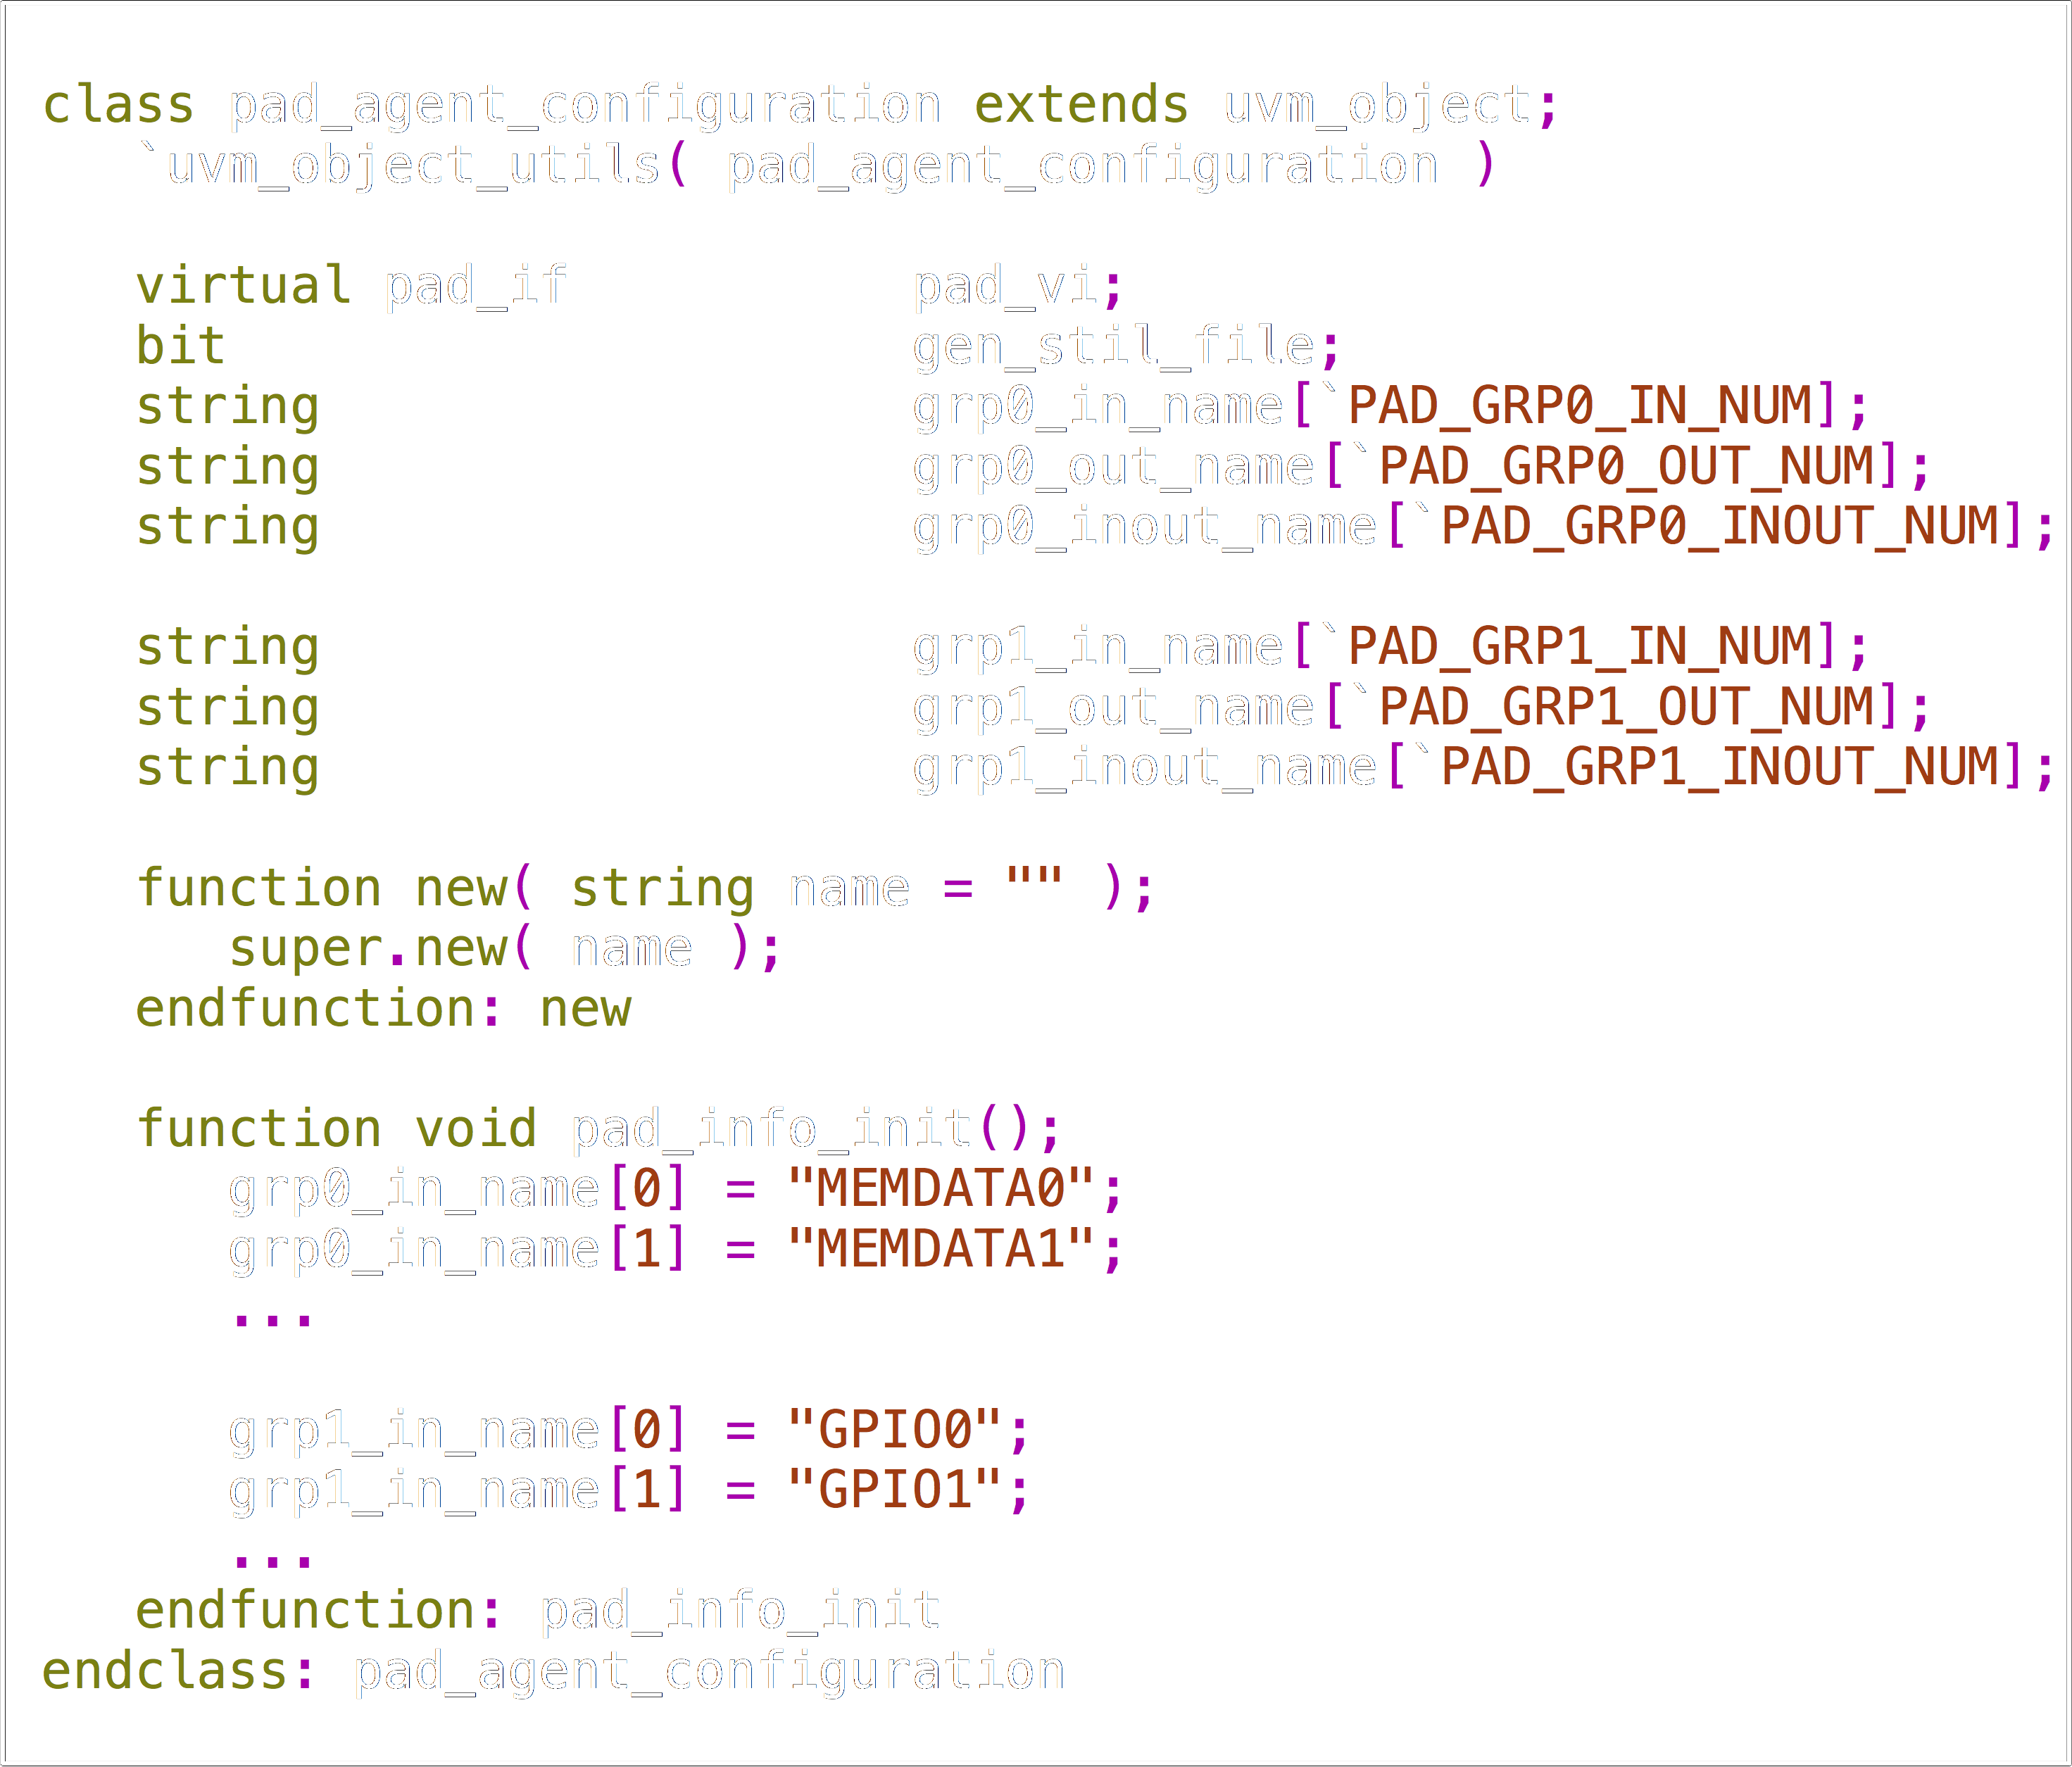 class pad_agent_configuration extends uvm_object;
   `uvm_object_utils( pad_agent_configuration )

   virtual pad_if           pad_vi;
   bit                      gen_stil_file;
   string                   grp0_in_name[`PAD_GRP0_IN_NUM];
   string                   grp0_out_name[`PAD_GRP0_OUT_NUM];
   string                   grp0_inout_name[`PAD_GRP0_INOUT_NUM];

   string                   grp1_in_name[`PAD_GRP1_IN_NUM];
   string                   grp1_out_name[`PAD_GRP1_OUT_NUM];
   string                   grp1_inout_name[`PAD_GRP1_INOUT_NUM];

   function new( string name = "" );
      super.new( name );
   endfunction: new

   function void pad_info_init();
      grp0_in_name[0] = "MEMDATA0";
      grp0_in_name[1] = "MEMDATA1";
      ...

      grp1_in_name[0] = "GPIO0";
      grp1_in_name[1] = "GPIO1";
      ...
   endfunction: pad_info_init
endclass: pad_agent_configuration